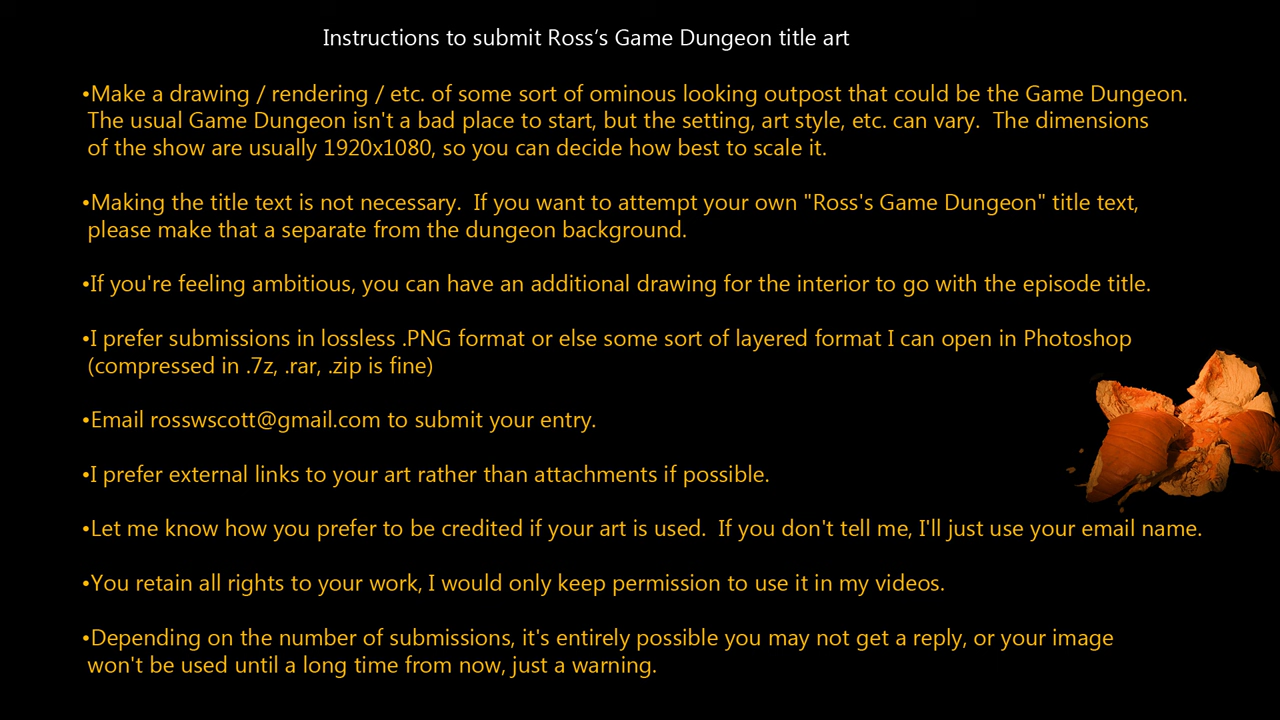 Instructions to submit Ross’s Game Dungeon title art
•Make a drawing / rendering / etc. of some sort of ominous looking outpost that could be the Game Dungeon.
The usual Game Dungeon isn't a bad place to start, but the setting, art style, etc. can vary.  The dimensions
of the show are usually 1920x1080, so you can decide how best to scale it.
•Making the title text is not necessary.  If you want to attempt your own "Ross's Game Dungeon" title text,
please make that a separate from the dungeon background.
•If you're feeling ambitious, you can have an additional drawing for the interior to go with the episode title.
•I prefer submissions in lossless .PNG format or else some sort of layered format I can open in Photoshop
(compressed in .7z, .rar, .zip is fine)
•Email rosswscott@gmail.com to submit your entry.
•I prefer external links to your art rather than attachments if possible.
•Let me know how you prefer to be credited if your art is used.  If you don't tell me, I'll just use your email name.
•You retain all rights to your work, I would only keep permission to use it in my videos.
•Depending on the number of submissions, it's entirely possible you may not get a reply, or your image
won't be used until a long time from now, just a warning.